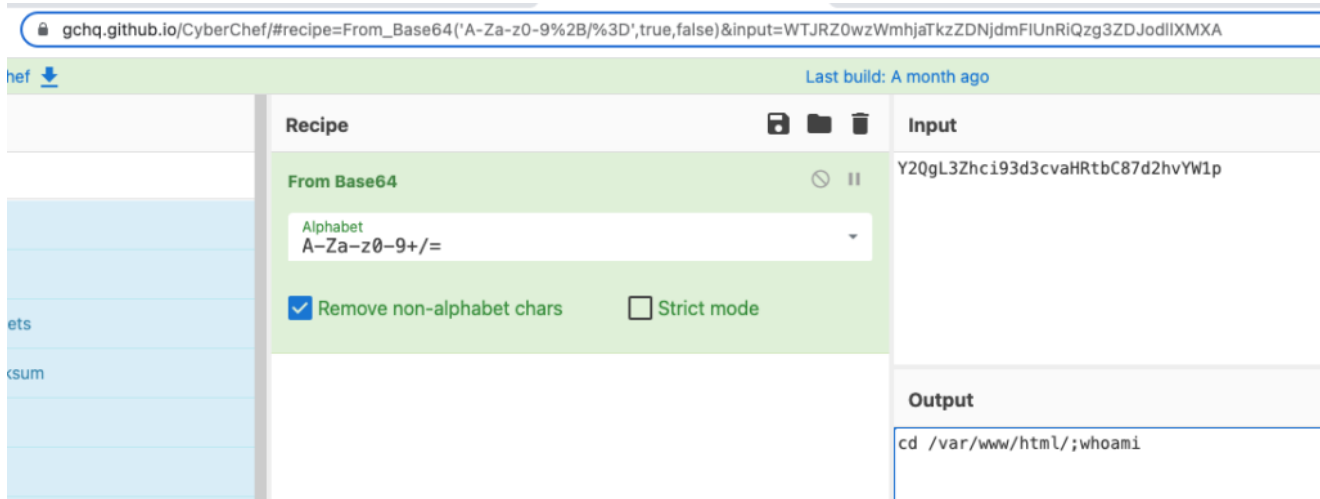 gchq.github.io/CyberChef/#recipe=From_Base64('A-Za-z0-9%2B/%3D',true,false)&input=WTJRZ0wzWmhjaTkzZDNjdmFIUnRiQzg3ZDJodllXMXA
hef
Last build: A month ago
Recipe
Input
From Base64
Y2QgL3Zhci93d3cvaHRtbC87d2hvYW1p
Alphabet
A-Za-z0-9+/=
Remove non-alphabet chars
Strict mode
ets
ksum
Output
cd /var/www/html/;whoami